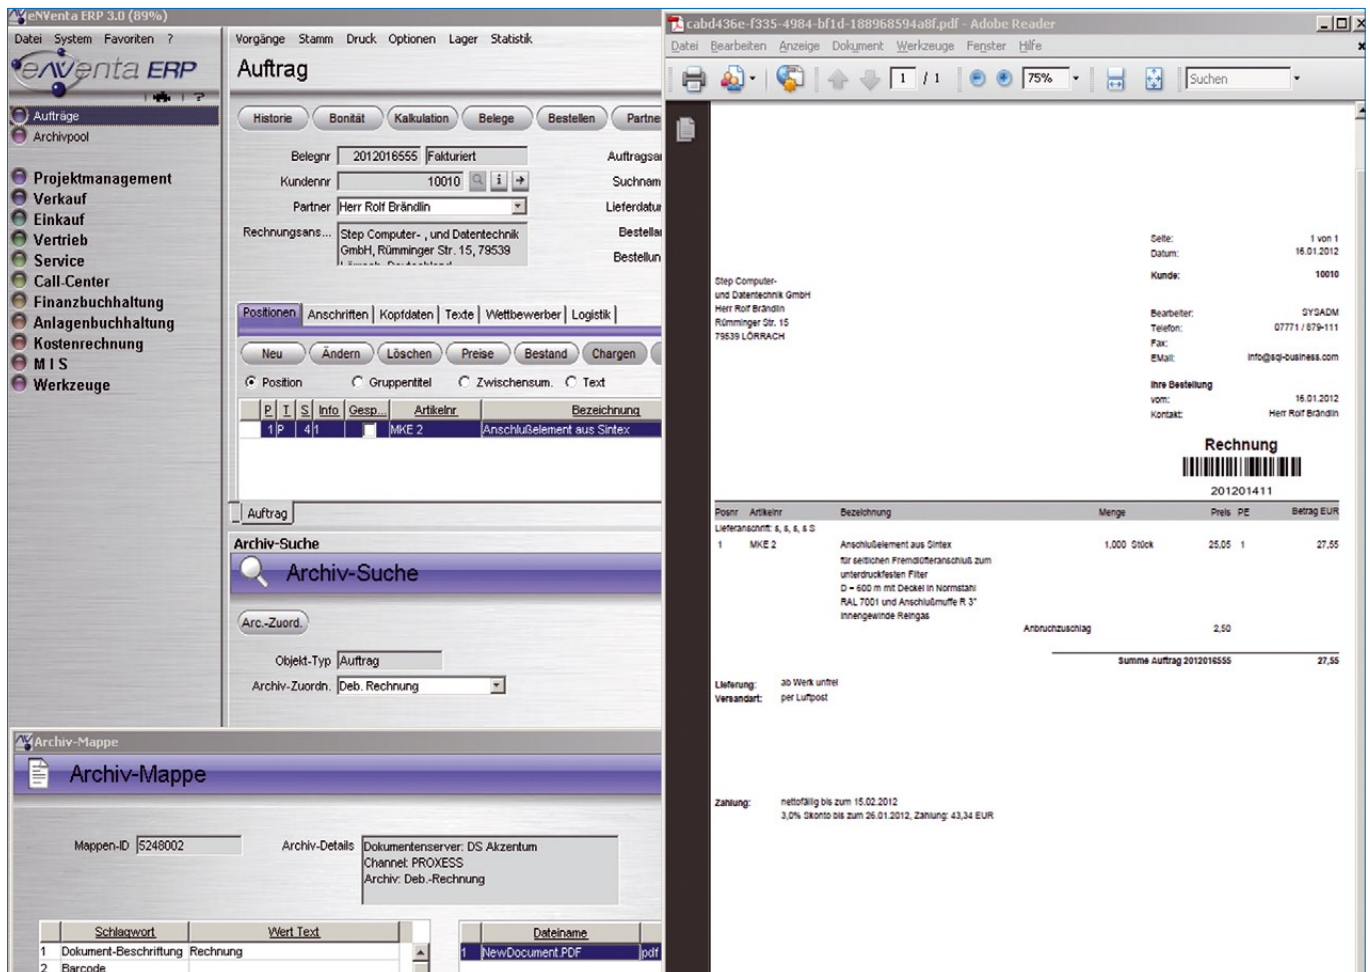 eNVenta ERP 3.0 (89%)
Datei System Favoriten ?
eNVenta ERP
?
Aufträge
Archivpool
Projektmanagement
Verkauf
Einkauf
Vertrieb
Service
Call-Center
Finanzbuchhaltung
Anlagenbuchhaltung
Kostenrechnung
M I S
Werkzeuge
Vorgänge Stamm Druck Optionen Lager Statistik
Auftrag
Historie Bonität Kalkulation Belege Bestellen Partne
Belegnr 2012016555 Fakturiert Auftragsar
Kundennr 10010 i Suchnam
Partner Herr Rolf Brändlin Lieferdatur
Rechnungsans... Step Computer- , und Datentechnik Bestella
GmbH, Rümminger Str. 15, 79539 Bestellun
Positionen Anschriften Kopfdaten Texte Wettbewerber Logistik
Neu Ändern Löschen Preise Bestand Chargen
Position Gruppentitel Zwischensum. Text
P T S Info Gesp... Artikelnr Bezeichnung
1 P 4 1 MKE 2 Anschlußelement aus Sintex
Auftrag
Archiv-Suche
Archiv-Suche
Arc.-Zuord.
Objekt-Typ Auftrag
Archiv-Zuordn. Deb. Rechnung
Archiv-Mappe
Archiv-Mappe
Mappen-ID 5248002 Archiv-Details Dokumentenserver: DS Akzentum
Channel: PROXESS
Archiv: Deb.-Rechnung
Schlagwort Wert Text Dateiname
1 Dokument-Beschriftung Rechnung 1 NewDocument.PDF pdf
2 Barcode
cabd436e-f335-4984-bf1d-188968594a8f.pdf - Adobe Reader
Datei Bearbeiten Anzeige Dokument Werkzeuge Fenster Hilfe
1 / 1 75% Suchen
Seite: 1 von 1
Datum: 16.01.2012
Kunde: 10010
Step Computer-
und Datentechnik GmbH
Herr Rolf Brändlin
Rümminger Str. 15
79539 LÖRRACH
Bearbeiter: SYSADM
Telefon: 07771 / 879-111
Fax:
EMail: info@sql-business.com
Ihre Bestellung
vom: 16.01.2012
Kontakt: Herr Rolf Brändlin
Rechnung
201201411
Posnr Artikelnr Bezeichnung Menge Preis PE Betrag EUR
Lieferanschrift: s, s, s, s S
1 MKE 2 Anschlußelement aus Sintex 1,000 Stück 25,05 1 27,55
für seitlichen Fremdlüfteranschluß zum
unterdruckfesten Filter
D = 600 m mit Deckel in Normstahl
RAL 7001 und Anschlußmuffe R 3"
Innengewinde Reingas
Anbruchzuschlag 2,50
Summe Auftrag 2012016555 27,55
Lieferung: ab Werk unfrei
Versandart: per Luftpost
Zahlung: nettofällig bis zum 15.02.2012
3,0% Skonto bis zum 26.01.2012, Zahlung: 43,34 EUR